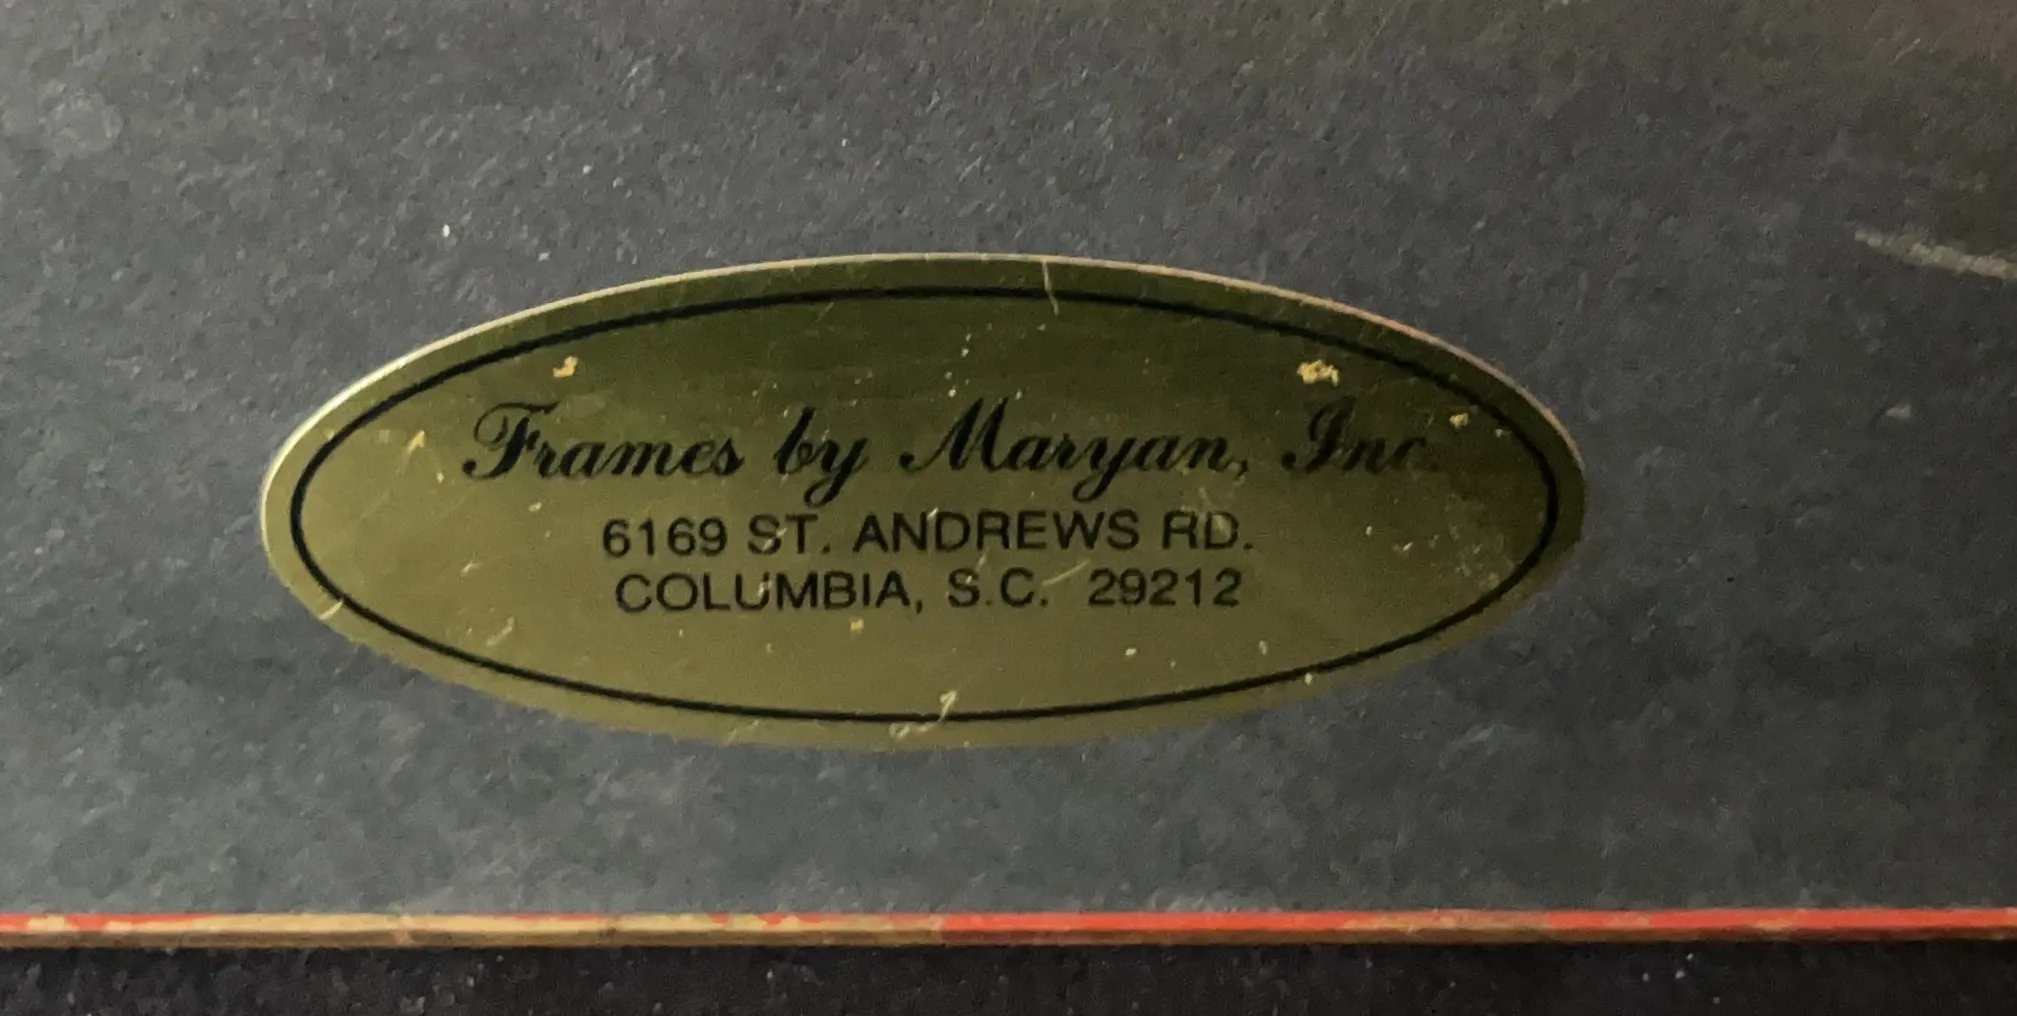 Frames by Maryan, Inc.
6169 ST. ANDREWS RD.
COLUMBIA, S.C. 29212